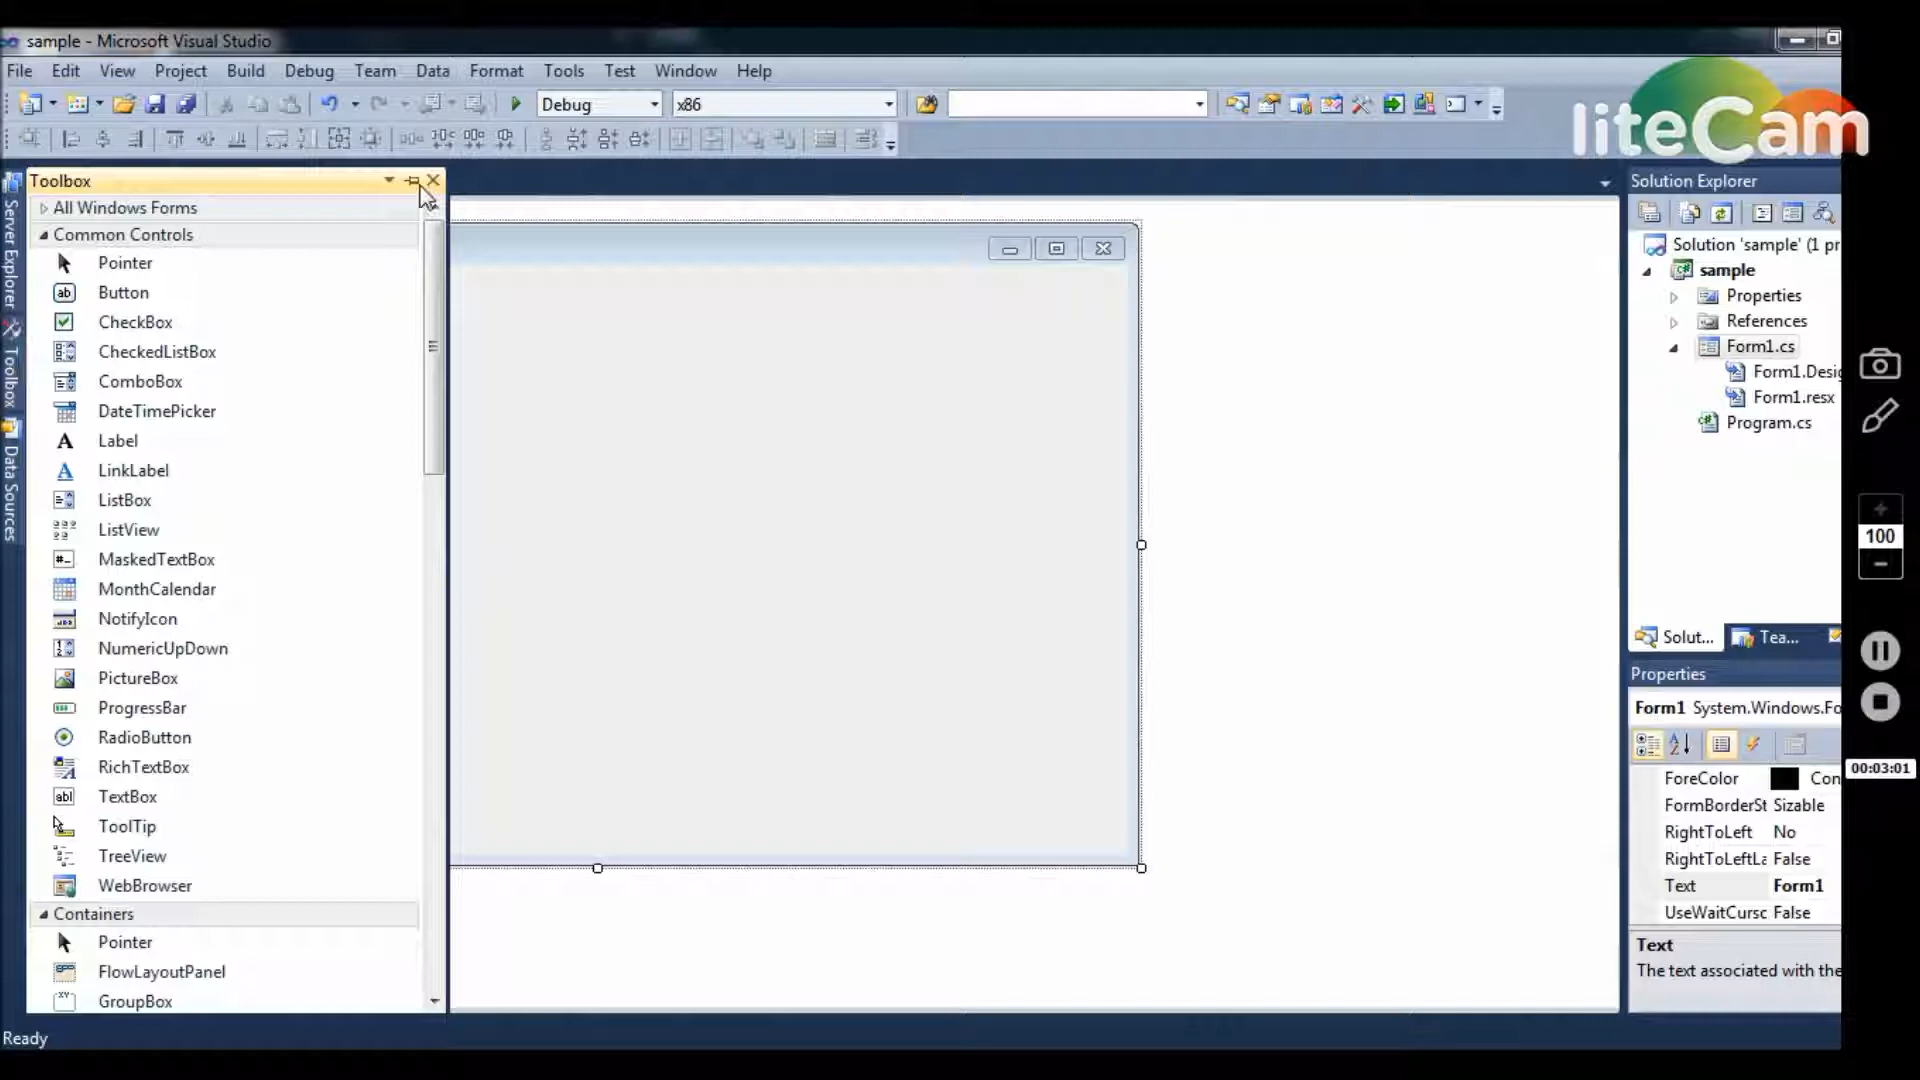 sample - Microsoft Visual Studio
File Edit View Project Build Debug Team Data Format Tools Test Window Help
Debug x86
liteCam
Toolbox
All Windows Forms
Common Controls
Pointer
Button
CheckBox
CheckedListBox
ComboBox
DateTimePicker
Label
LinkLabel
ListBox
ListView
MaskedTextBox
MonthCalendar
NotifyIcon
NumericUpDown
PictureBox
ProgressBar
RadioButton
RichTextBox
TextBox
ToolTip
TreeView
WebBrowser
Containers
Pointer
FlowLayoutPanel
GroupBox
Server Explorer
Toolbox
Data Sources
Solution Explorer
Solution 'sample' (1 pr
sample
Properties
References
Form1.cs
Form1.Desig
Form1.resx
Program.cs
Solut... Tea...
Properties
Form1 System.Windows.Fo
ForeColor Con
FormBorderSt Sizable
RightToLeft No
RightToLeftLa False
Text Form1
UseWaitCursc False
Text
The text associated with the
100
00:03:01
Ready